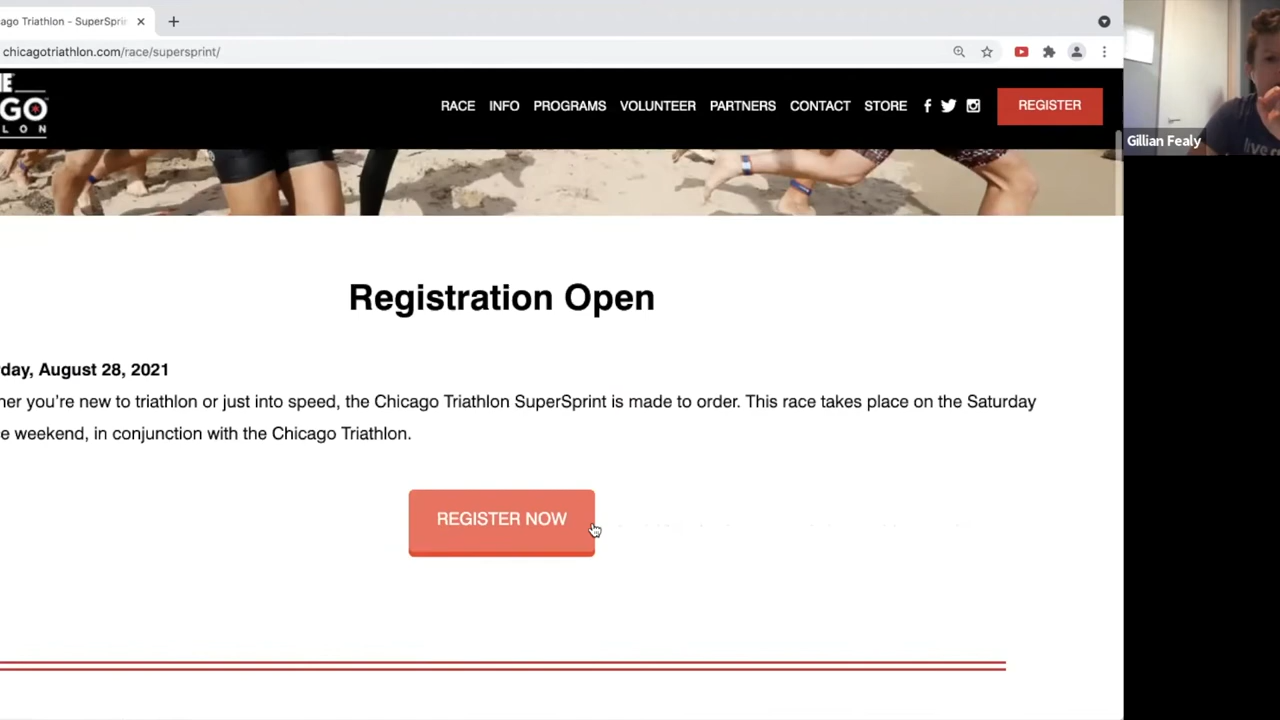 ago Triathlon - SuperSprin
chicagotriathlon.com/race/supersprint/
GO
LON
RACE INFO PROGRAMS VOLUNTEER PARTNERS CONTACT STORE REGISTER
Gillian Fealy
Registration Open
day, August 28, 2021
her you're new to triathlon or just into speed, the Chicago Triathlon SuperSprint is made to order. This race takes place on the Saturday
e weekend, in conjunction with the Chicago Triathlon.
REGISTER NOW